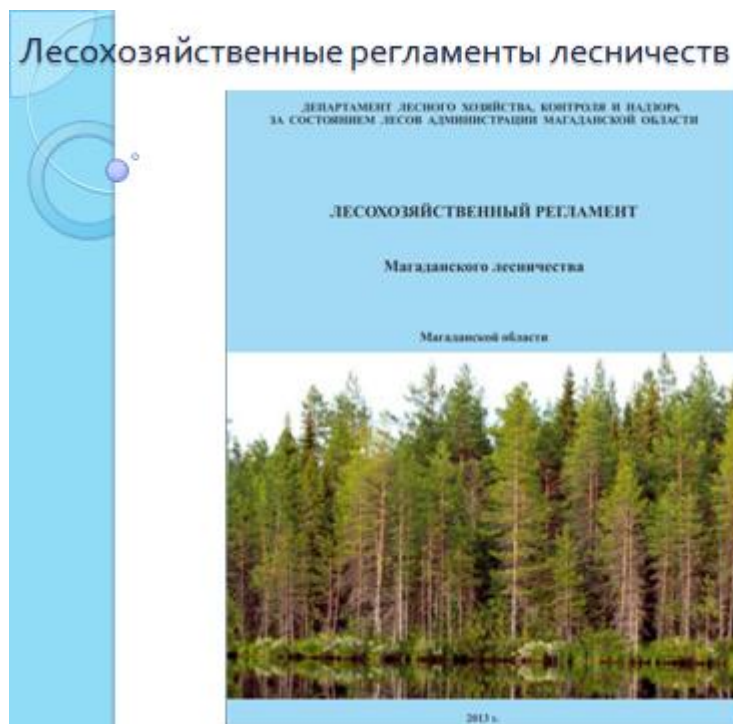 Лесохозяйственные регламенты лесничеств
ДЕПАРТАМЕНТ ЛЕСНОГО ХОЗЯЙСТВА, КОНТРОЛЯ И НАДЗОРА
ЗА СОСТОЯНИЕМ ЛЕСОВ АДМИНИСТРАЦИИ МАГАДАНСКОЙ ОБЛАСТИ
ЛЕСОХОЗЯЙСТВЕННЫЙ РЕГЛАМЕНТ
Магаданского лесничества
Магаданской области
2013 г.